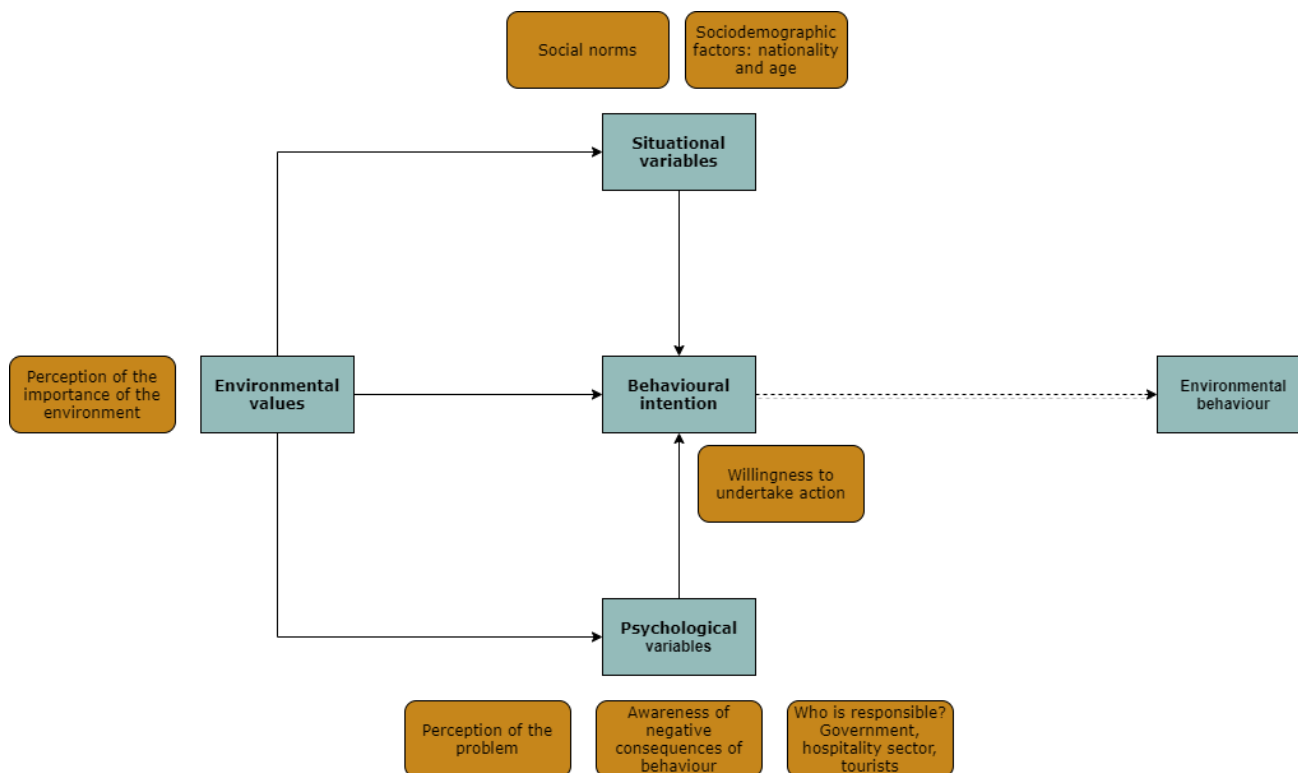 Social norms
Sociodemographic
factors: nationality
and age
Situational
variables
Perception of the
importance of the
environment
Environmental
values
Behavioural
intention
Environmental
behaviour
Willingness to
undertake action
Psychological
variables
Perception of the
problem
Awareness of
negative
consequences of
behaviour
Who is responsible?
Government,
hospitality sector,
tourists